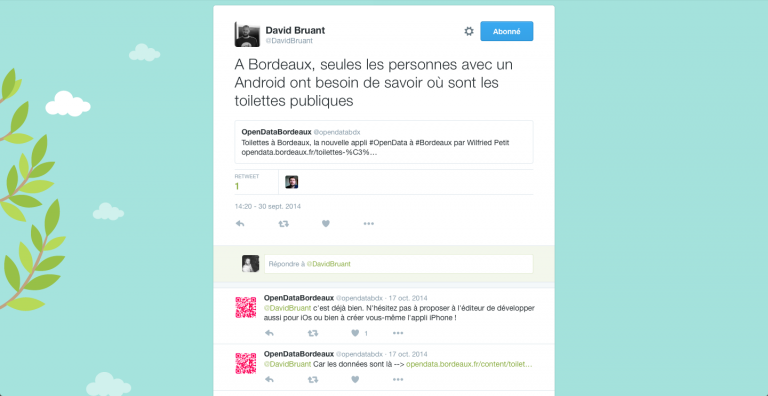 David Bruant
@DavidBruant
Abonné
A Bordeaux, seules les personnes avec un
Android ont besoin de savoir où sont les
toilettes publiques
OpenDataBordeaux @opendatabdx
Toilettes à Bordeaux, la nouvelle appli #OpenData à #Bordeaux par Wilfried Petit
opendata.bordeaux.fr/toilettes-%C3%…
RETWEET
1
14:20 - 30 sept. 2014
Répondre à @DavidBruant
OpenDataBordeaux @opendatabdx · 17 oct. 2014
@DavidBruant c'est déjà bien. N'hésitez pas à proposer à l'éditeur de développer
aussi pour iOs ou bien à créer vous-même l'appli iPhone !
1
OpenDataBordeaux @opendatabdx · 17 oct. 2014
@DavidBruant Car les données sont là --> opendata.bordeaux.fr/content/toilet…